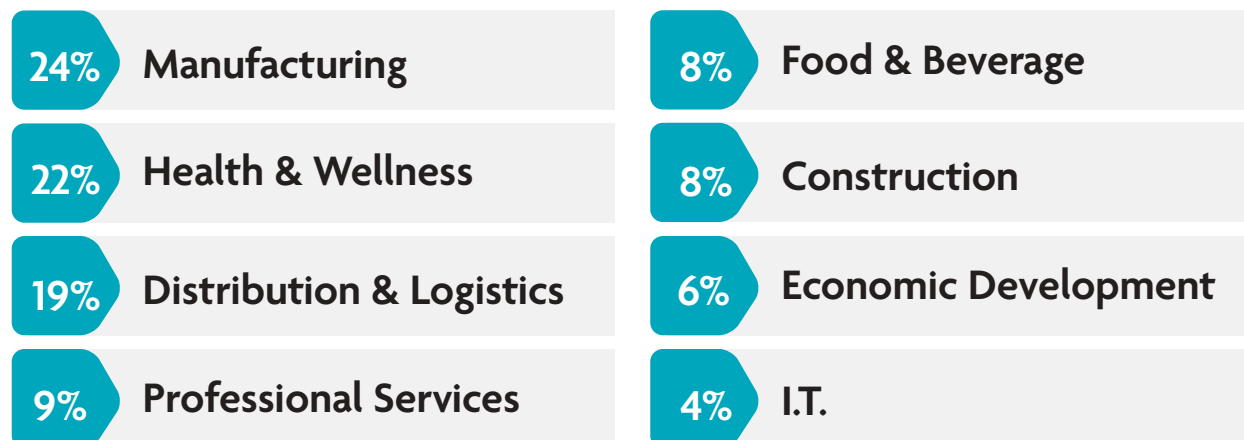 24% Manufacturing
22% Health & Wellness
19% Distribution & Logistics
9% Professional Services
8% Food & Beverage
8% Construction
6% Economic Development
4% I.T.